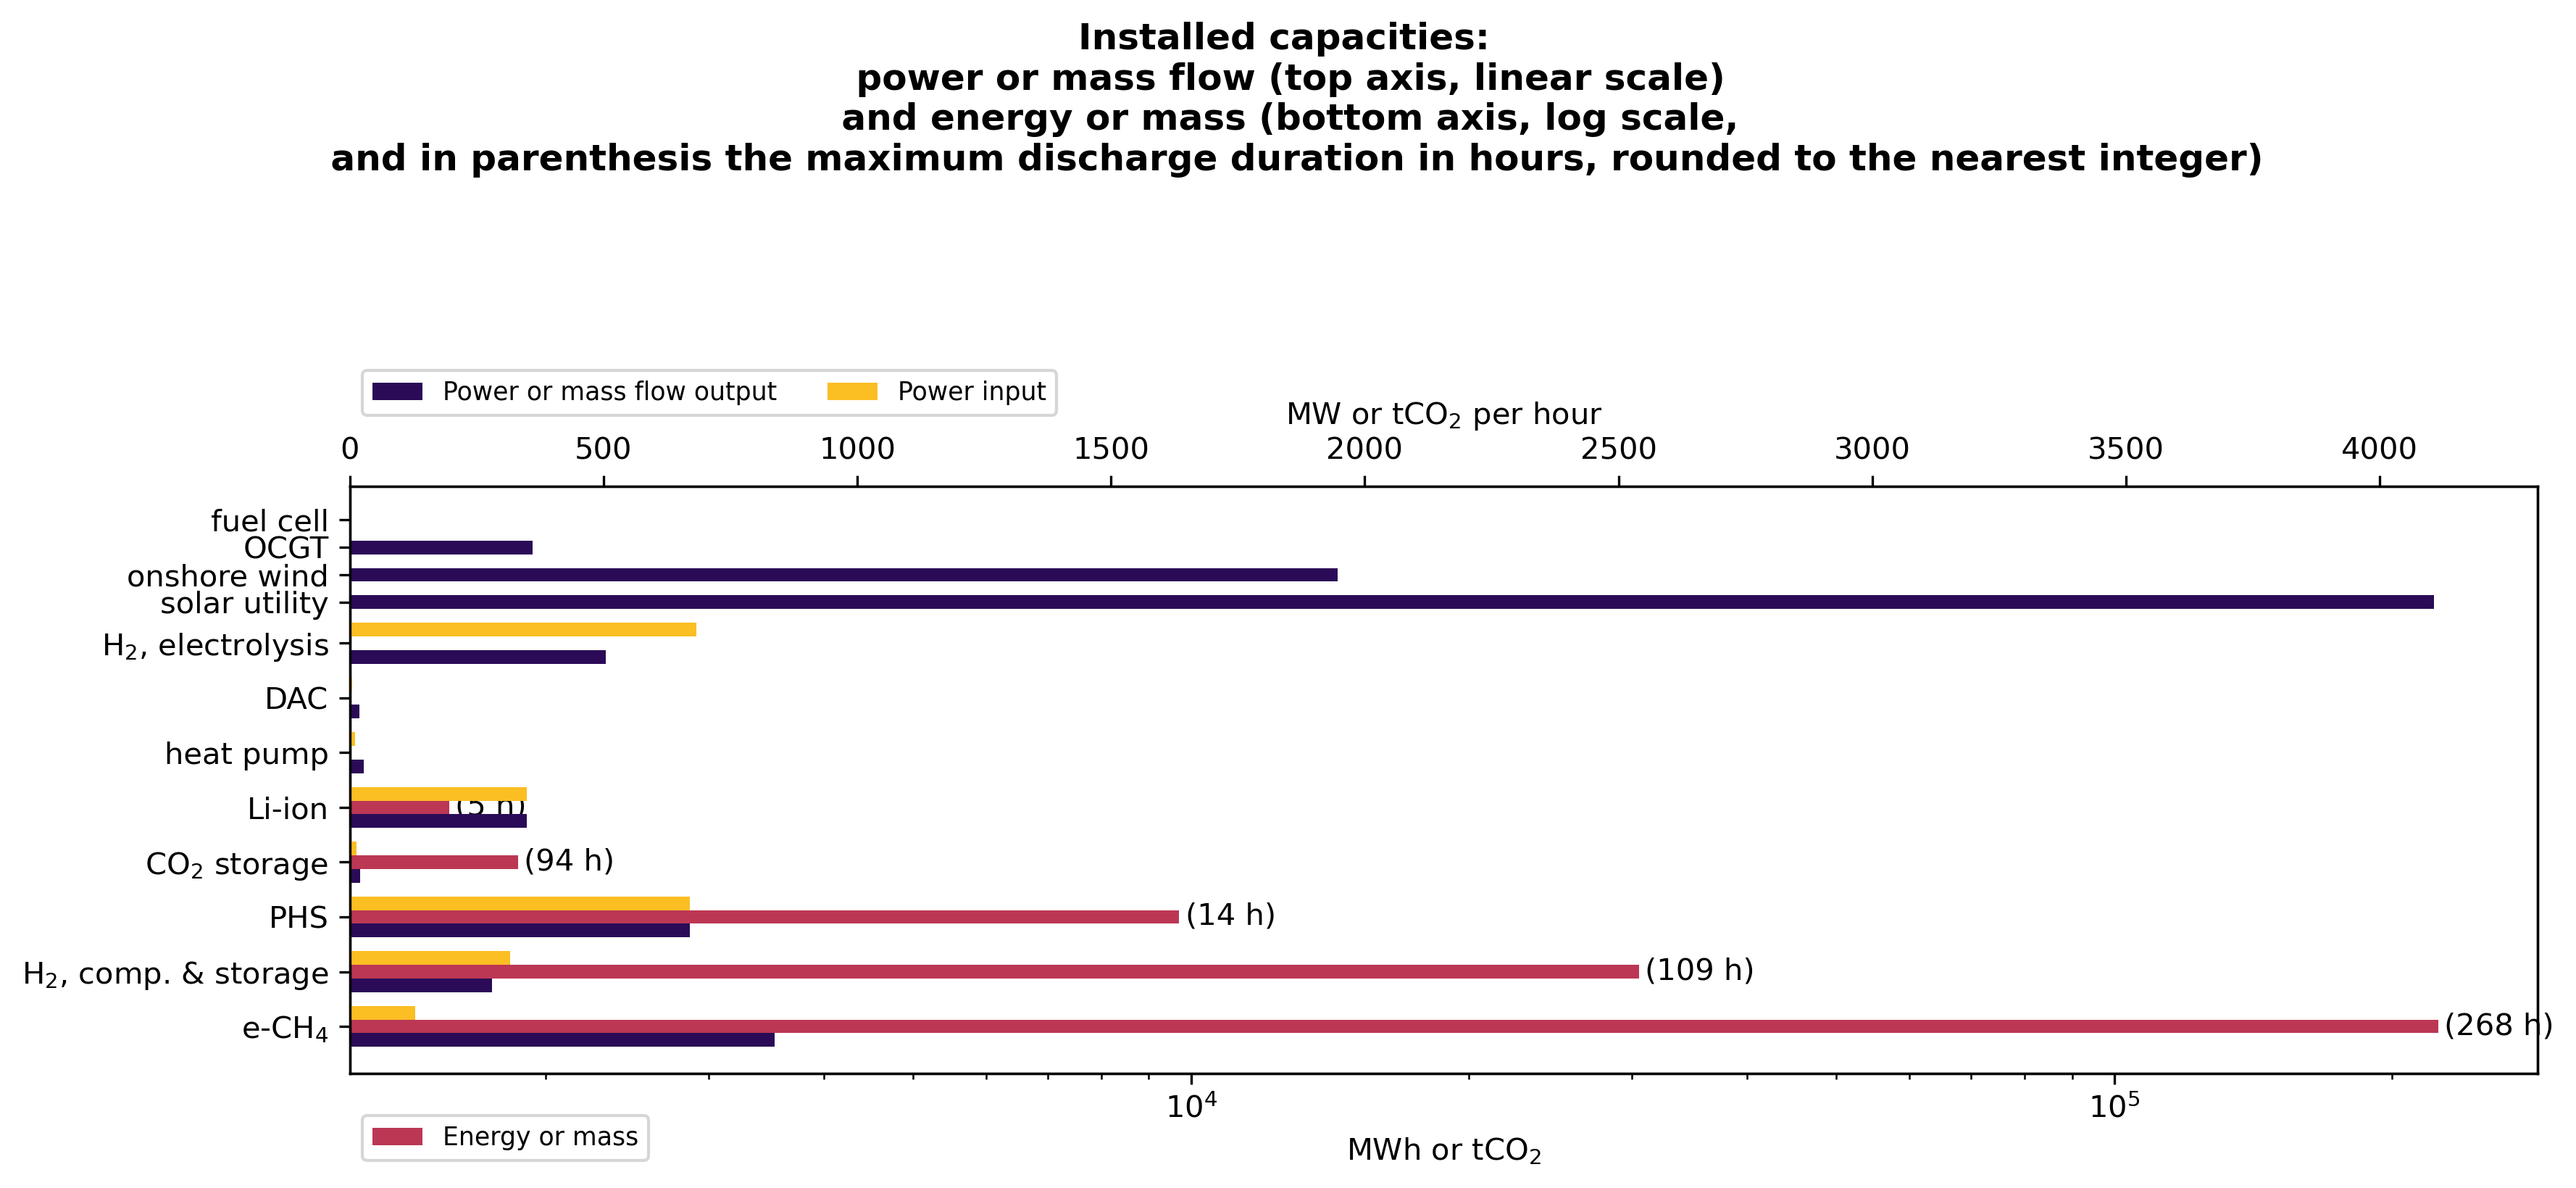 Installed capacities:
power or mass flow (top axis, linear scale)
and energy or mass (bottom axis, log scale,
and in parenthesis the maximum discharge duration in hours, rounded to the nearest integer)
Power or mass flow output Power input
MW or tCO₂ per hour
0 500 1000 1500 2000 2500 3000 3500 4000
fuel cell
OCGT
onshore wind
solar utility
H₂, electrolysis
DAC
heat pump
Li-ion (5 h)
CO₂ storage (94 h)
PHS (14 h)
H₂, comp. & storage (109 h)
e-CH₄ (268 h)
10⁴ 10⁵
Energy or mass
MWh or tCO₂